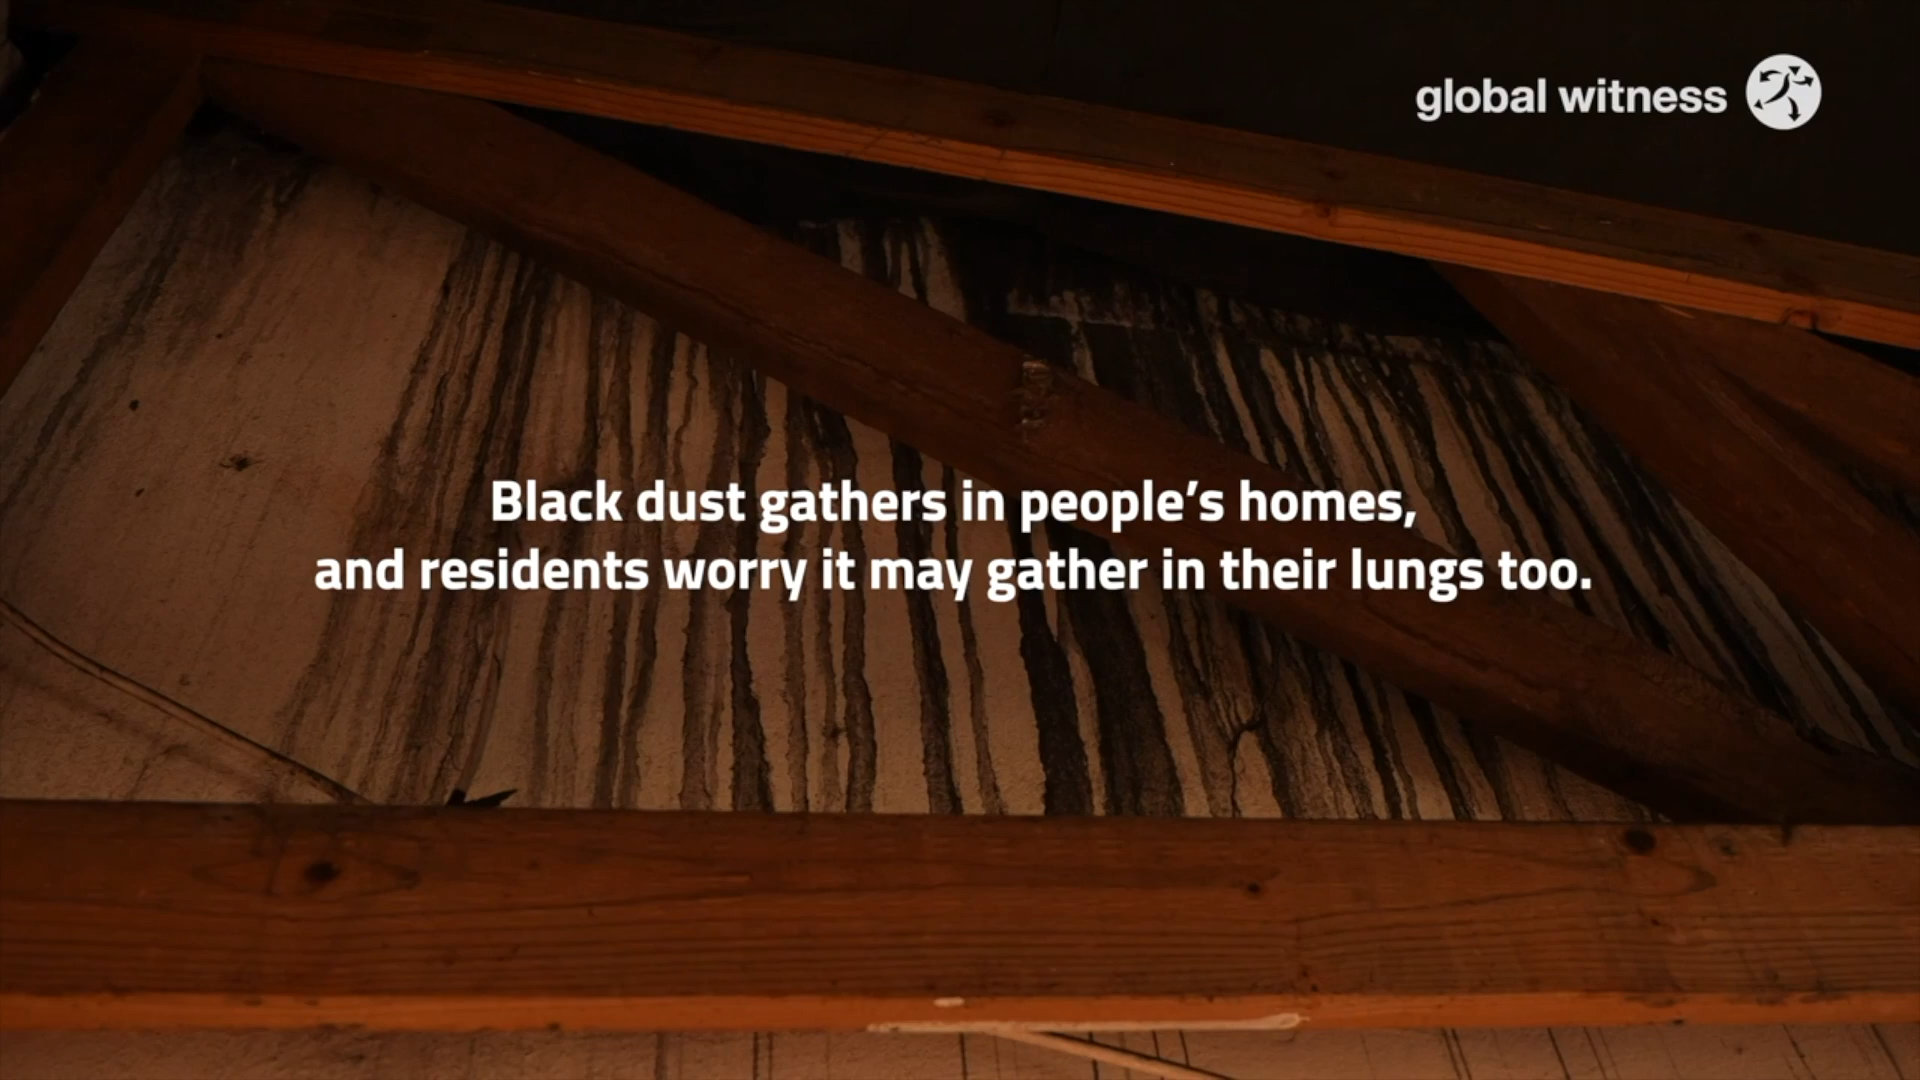 global witness
Black dust gathers in people’s homes,
and residents worry it may gather in their lungs too.